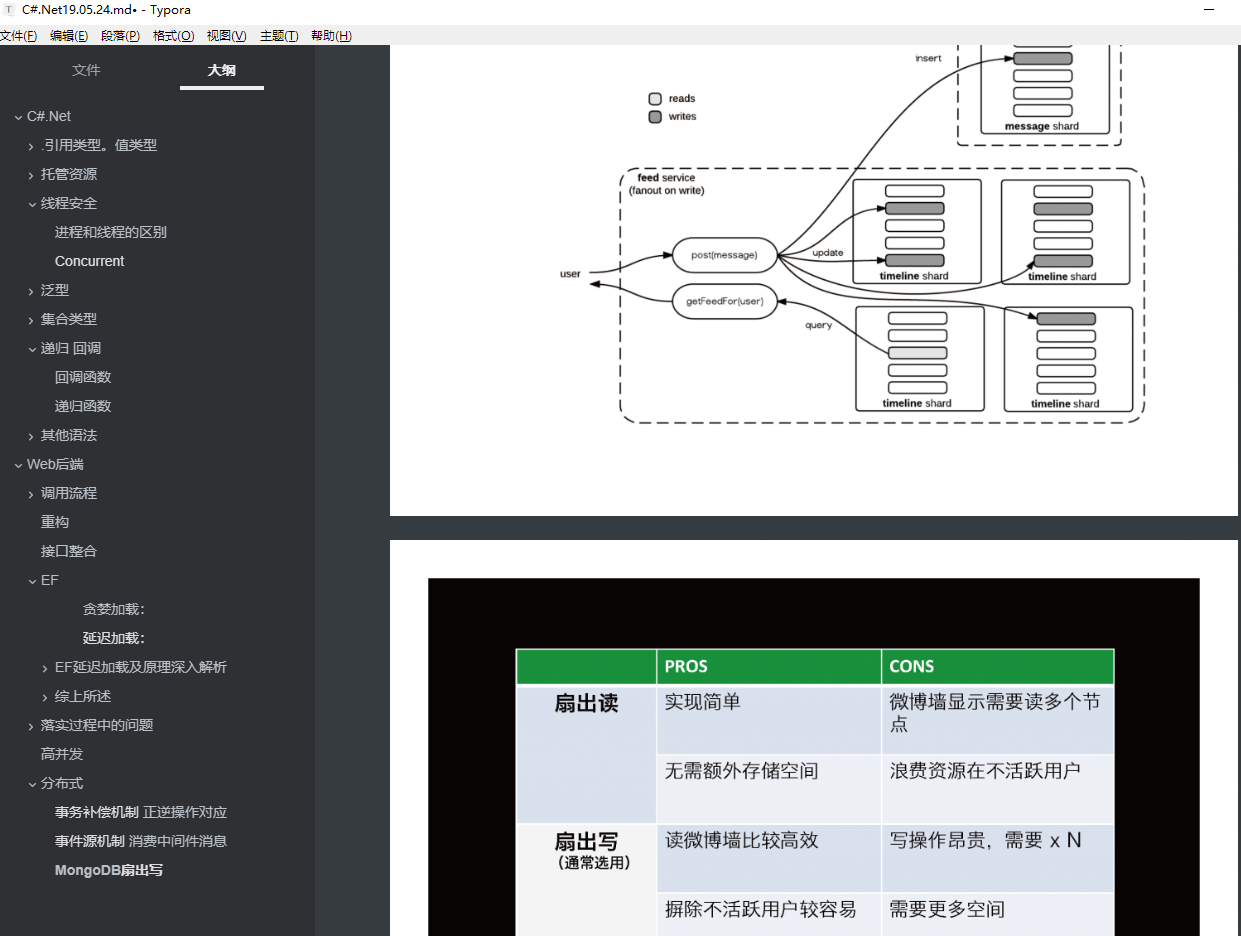 C#.Net19.05.24.md• - Typora
文件(F) 编辑(E) 段落(P) 格式(O) 视图(V) 主题(T) 帮助(H)
文件 大纲
C#.Net
.引用类型。值类型
托管资源
线程安全
进程和线程的区别
Concurrent
泛型
集合类型
递归 回调
回调函数
递归函数
其他语法
Web后端
调用流程
重构
接口整合
EF
贪婪加载：
延迟加载：
EF延迟加载及原理深入解析
综上所述
落实过程中的问题
高并发
分布式
事务补偿机制 正逆操作对应
事件源机制 消费中间件消息
MongoDB扇出写
insert
reads
writes
message shard
feed service
(fanout on write)
post(message)
update
timeline shard
timeline shard
user
getFeedFor(user)
query
timeline shard
timeline shard
PROS CONS
扇出读 实现简单 微博墙显示需要读多个节
点
无需额外存储空间 浪费资源在不活跃用户
扇出写 读微博墙比较高效 写操作昂贵，需要 x N
（通常选用）
摒除不活跃用户较容易 需要更多空间